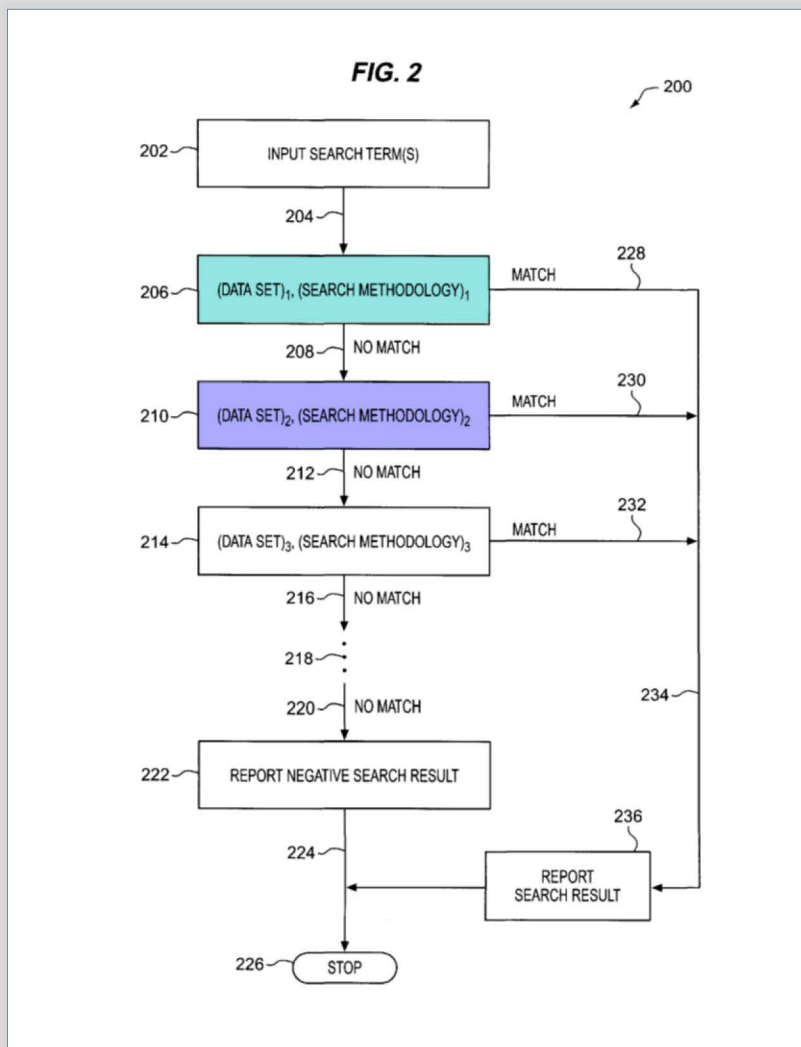 FIG. 2
200
202
INPUT SEARCH TERM(S)
204
206
(DATA SET)₁, (SEARCH METHODOLOGY)₁
MATCH
228
208
NO MATCH
210
(DATA SET)₂, (SEARCH METHODOLOGY)₂
MATCH
230
212
NO MATCH
214
(DATA SET)₃, (SEARCH METHODOLOGY)₃
MATCH
232
216
NO MATCH
218
220
NO MATCH
234
222
REPORT NEGATIVE SEARCH RESULT
224
236
REPORT
SEARCH RESULT
226
STOP